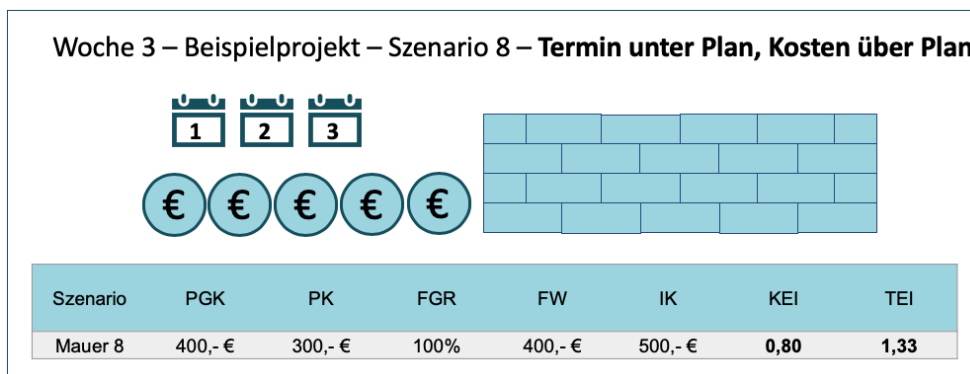 Woche 3 – Beispielprojekt – Szenario 8 – Termin unter Plan, Kosten über Plan
1 2 3
€ € € € €
Szenario PGK PK FGR FW IK KEI TEI
Mauer 8 400,- € 300,- € 100% 400,- € 500,- € 0,80 1,33